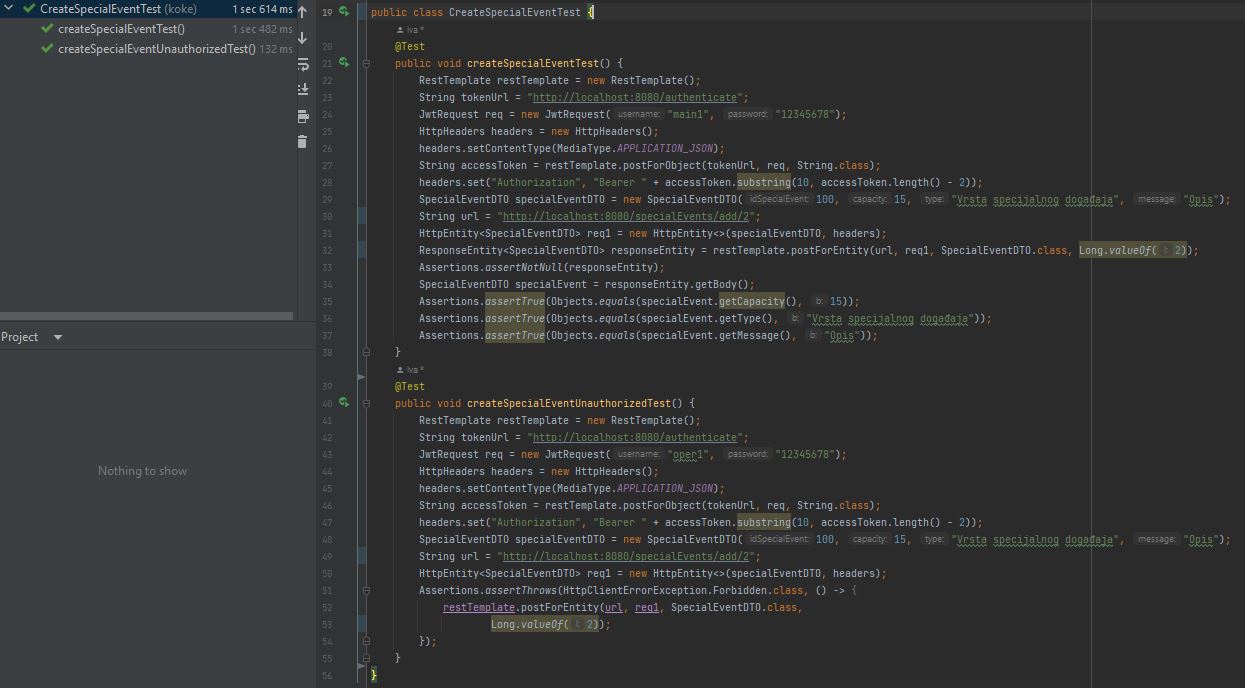 CreateSpecialEventTest (koke) 1 sec 614 ms
createSpecialEventTest() 1 sec 482 ms
createSpecialEventUnauthorizedTest() 132 ms
Project
Nothing to show
19 public class CreateSpecialEventTest {
Iva *
20 @Test
21 public void createSpecialEventTest() {
22 RestTemplate restTemplate = new RestTemplate();
23 String tokenUrl = "http://localhost:8080/authenticate";
24 JwtRequest req = new JwtRequest( username: "main1", password: "12345678");
25 HttpHeaders headers = new HttpHeaders();
26 headers.setContentType(MediaType.APPLICATION_JSON);
27 String accessToken = restTemplate.postForObject(tokenUrl, req, String.class);
28 headers.set("Authorization", "Bearer " + accessToken.substring(10, accessToken.length() - 2));
29 SpecialEventDTO specialEventDTO = new SpecialEventDTO( idSpecialEvent: 100, capacity: 15, type: "Vrsta specijalnog događaja", message: "Opis");
30 String url = "http://localhost:8080/specialEvents/add/2";
31 HttpEntity<SpecialEventDTO> req1 = new HttpEntity<>(specialEventDTO, headers);
32 ResponseEntity<SpecialEventDTO> responseEntity = restTemplate.postForEntity(url, req1, SpecialEventDTO.class, Long.valueOf( l: 2));
33 Assertions.assertNotNull(responseEntity);
34 SpecialEventDTO specialEvent = responseEntity.getBody();
35 Assertions.assertTrue(Objects.equals(specialEvent.getCapacity(), b: 15));
36 Assertions.assertTrue(Objects.equals(specialEvent.getType(), b: "Vrsta specijalnog događaja"));
37 Assertions.assertTrue(Objects.equals(specialEvent.getMessage(), b: "Opis"));
38 }
Iva *
39 @Test
40 public void createSpecialEventUnauthorizedTest() {
41 RestTemplate restTemplate = new RestTemplate();
42 String tokenUrl = "http://localhost:8080/authenticate";
43 JwtRequest req = new JwtRequest( username: "oper1", password: "12345678");
44 HttpHeaders headers = new HttpHeaders();
45 headers.setContentType(MediaType.APPLICATION_JSON);
46 String accessToken = restTemplate.postForObject(tokenUrl, req, String.class);
47 headers.set("Authorization", "Bearer " + accessToken.substring(10, accessToken.length() - 2));
48 SpecialEventDTO specialEventDTO = new SpecialEventDTO( idSpecialEvent: 100, capacity: 15, type: "Vrsta specijalnog događaja", message: "Opis");
49 String url = "http://localhost:8080/specialEvents/add/2";
50 HttpEntity<SpecialEventDTO> req1 = new HttpEntity<>(specialEventDTO, headers);
51 Assertions.assertThrows(HttpClientErrorException.Forbidden.class, () -> {
52 restTemplate.postForEntity(url, req1, SpecialEventDTO.class,
53 Long.valueOf( l: 2));
54 });
55 }
56 }